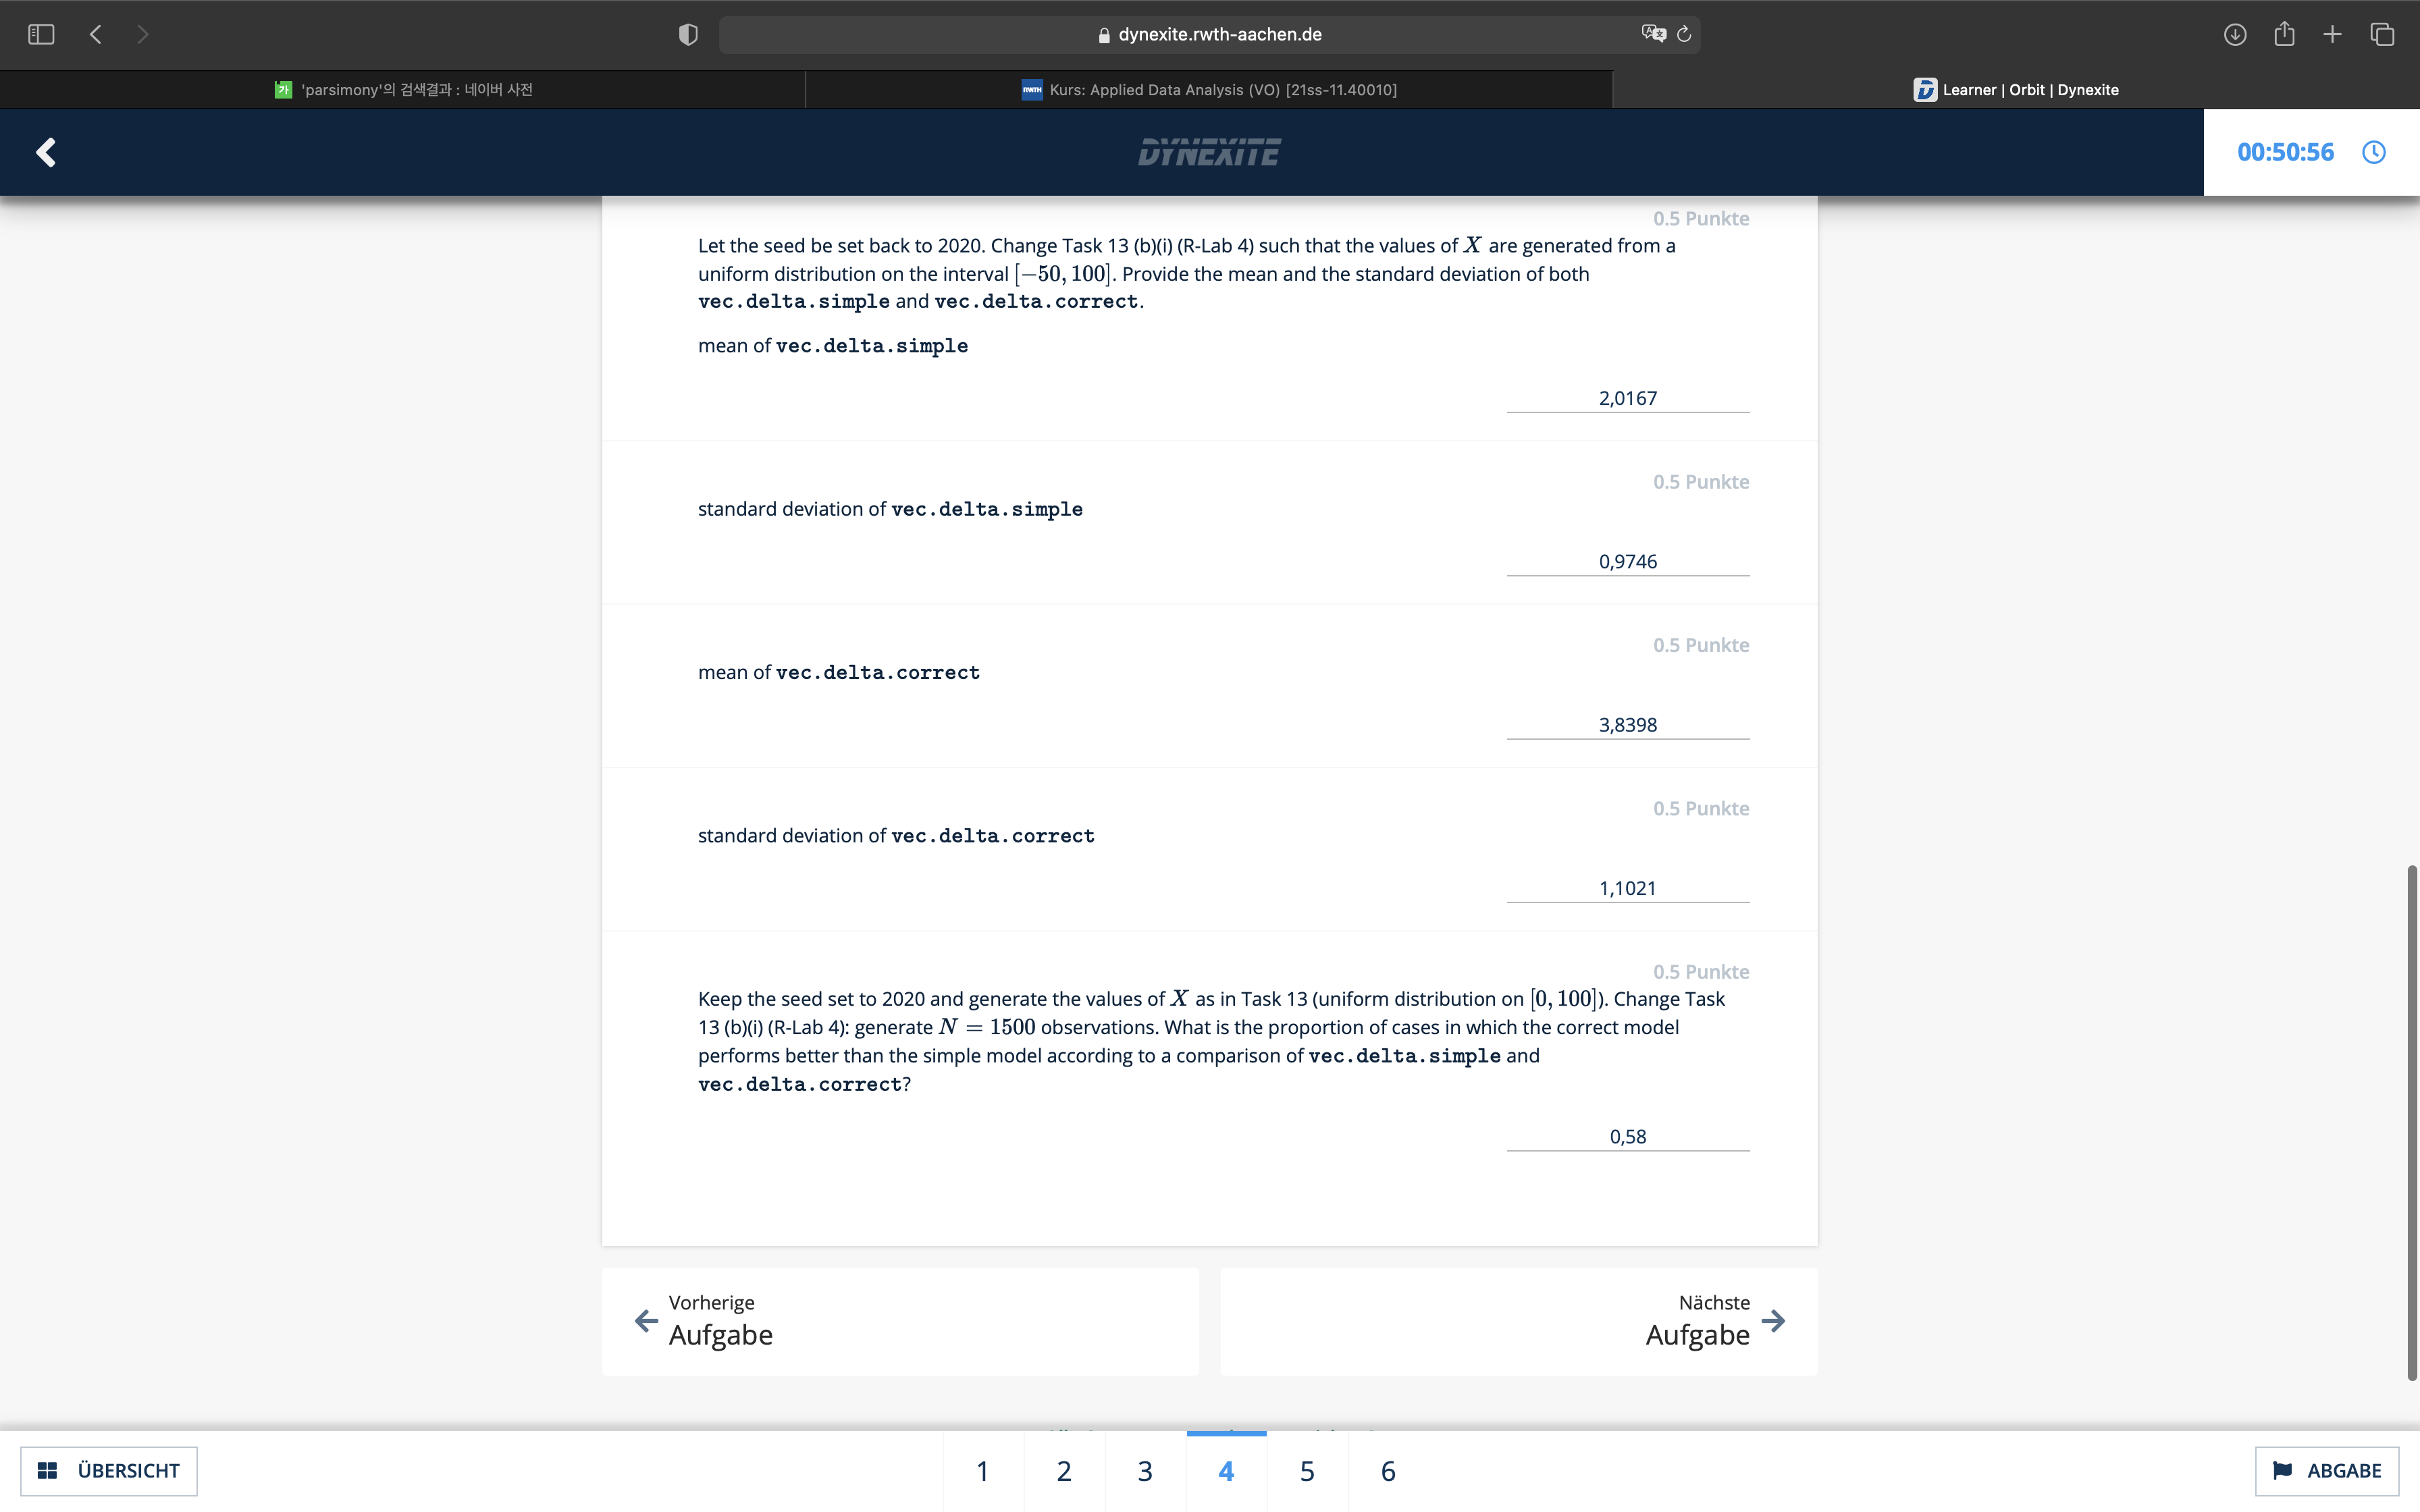 dynexite.rwth-aachen.de
'parsimony'의 검색결과 : 네이버 사전
Kurs: Applied Data Analysis (VO) [21ss-11.40010]
Learner | Orbit | Dynexite
DYNEXITE
00:50:56
0.5 Punkte
Let the seed be set back to 2020. Change Task 13 (b)(i) (R-Lab 4) such that the values of X are generated from a
uniform distribution on the interval [−50, 100]. Provide the mean and the standard deviation of both
vec.delta.simple and vec.delta.correct.
mean of vec.delta.simple
2,0167
0.5 Punkte
standard deviation of vec.delta.simple
0,9746
0.5 Punkte
mean of vec.delta.correct
3,8398
0.5 Punkte
standard deviation of vec.delta.correct
1,1021
0.5 Punkte
Keep the seed set to 2020 and generate the values of X as in Task 13 (uniform distribution on [0, 100]). Change Task
13 (b)(i) (R-Lab 4): generate N = 1500 observations. What is the proportion of cases in which the correct model
performs better than the simple model according to a comparison of vec.delta.simple and
vec.delta.correct?
0,58
Vorherige
Aufgabe
Nächste
Aufgabe
ÜBERSICHT
1 2 3 4 5 6
ABGABE